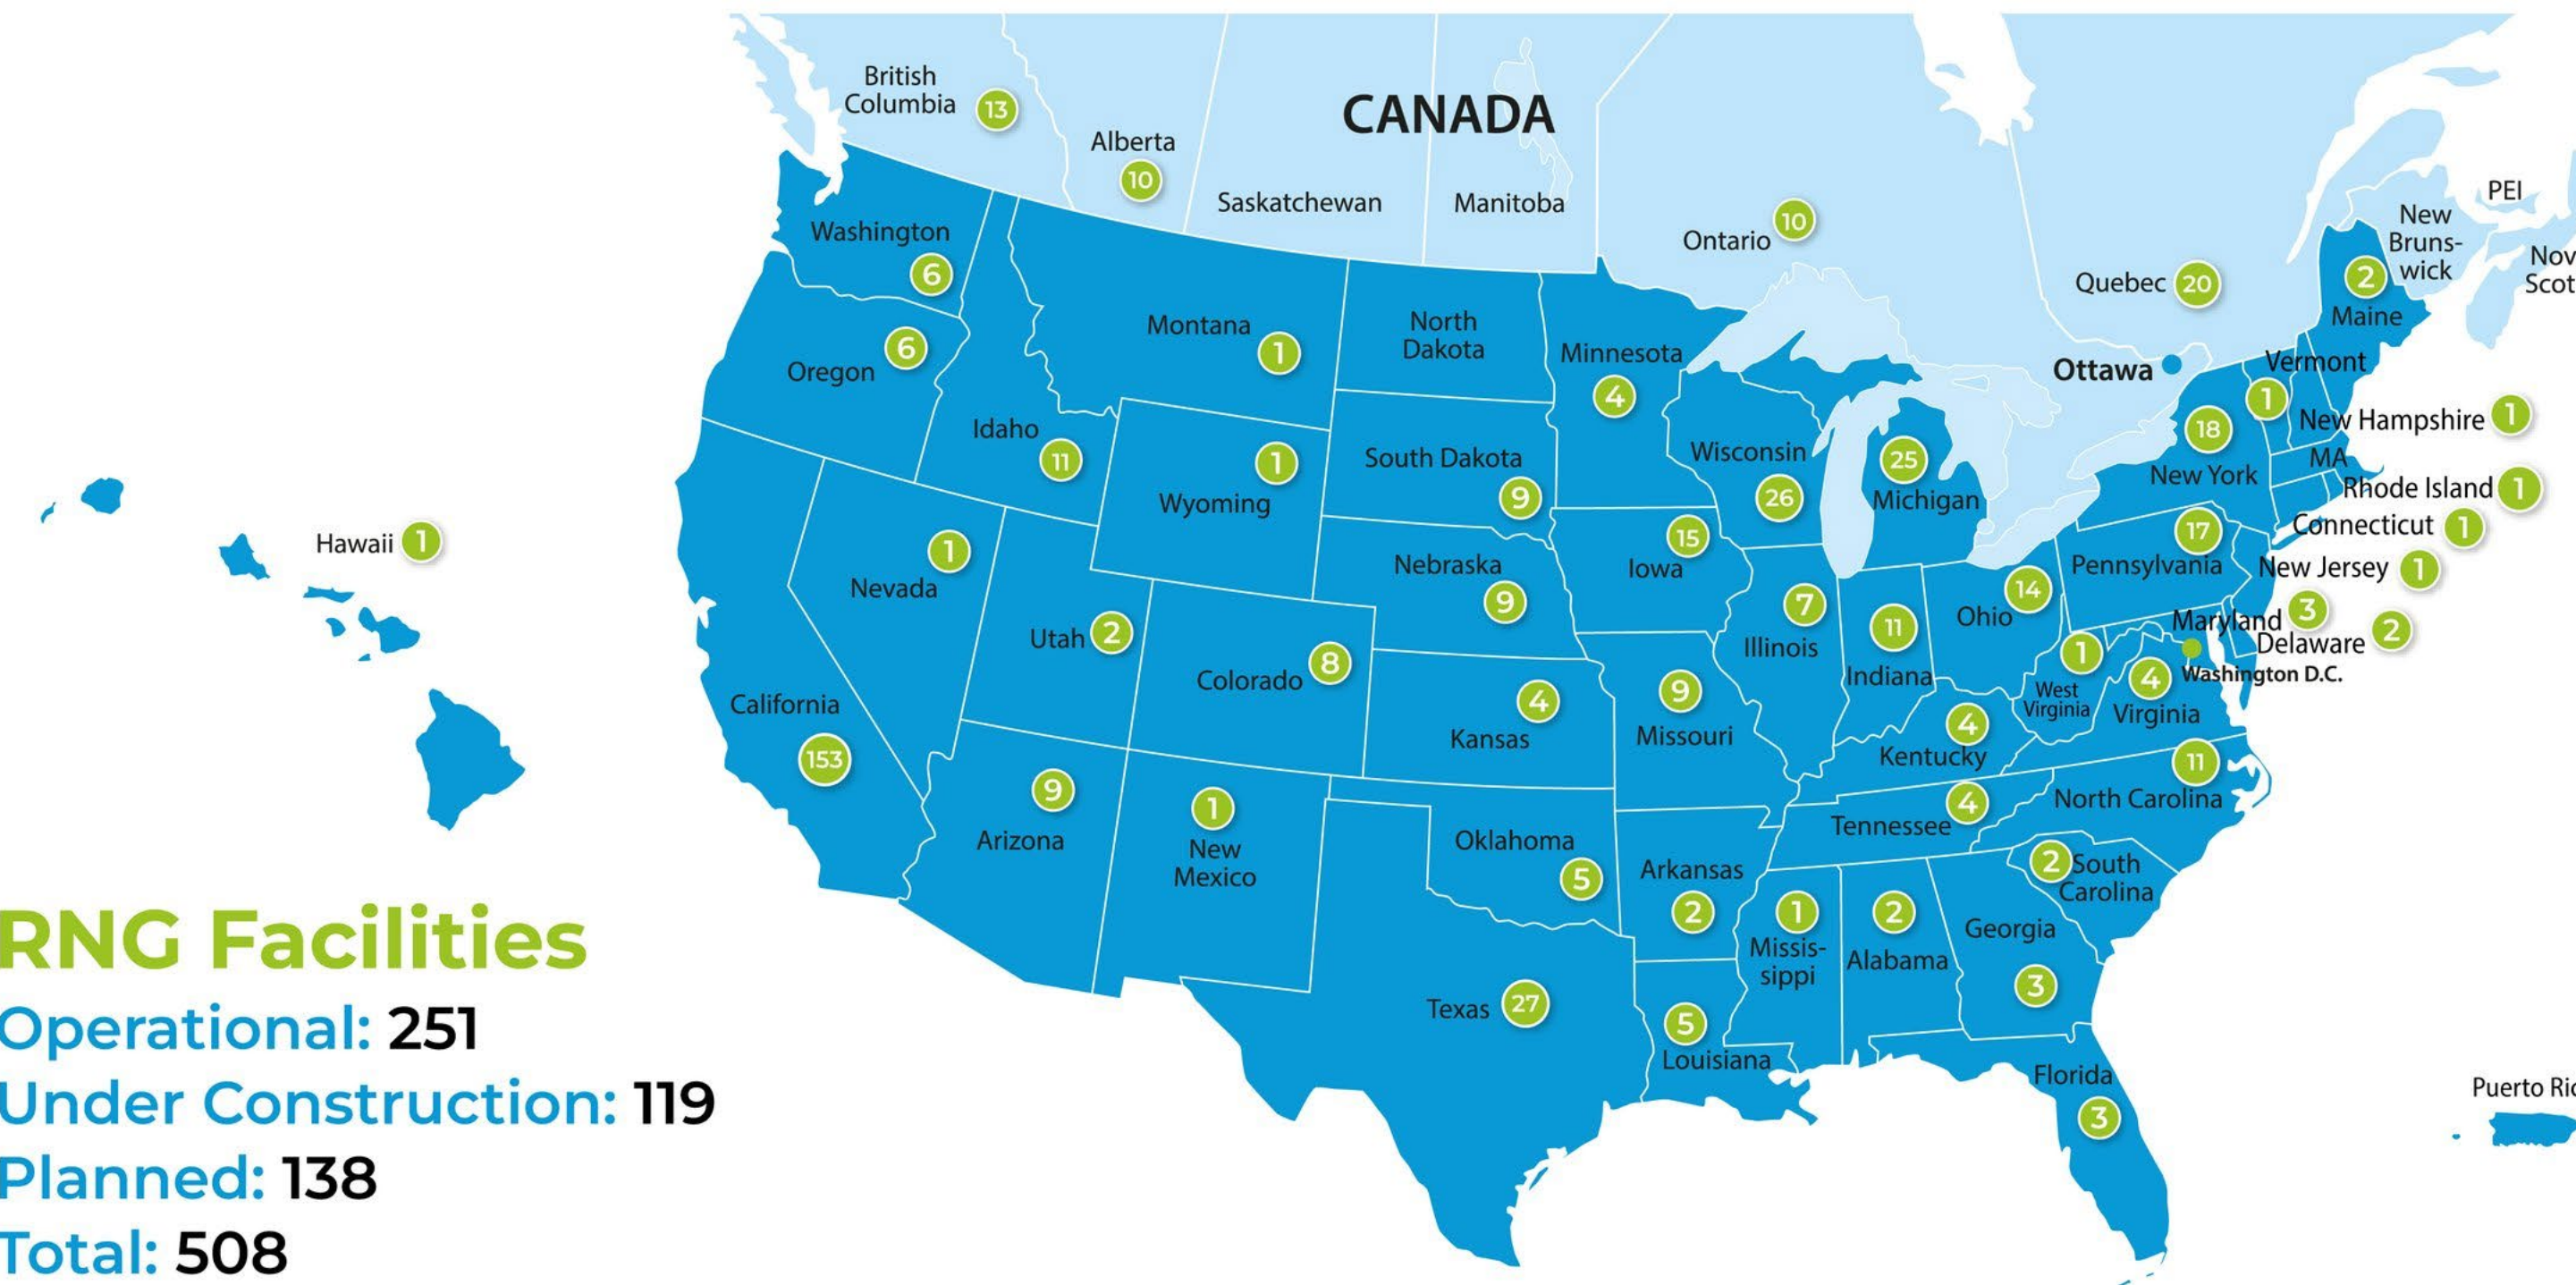 British
Columbia
13
Alberta
10
CANADA
Saskatchewan
Manitoba
Ontario
10
Quebec
20
PEI
New
Bruns-
wick
Nov
Scot
Ottawa
Washington
6
Oregon
6
Idaho
11
Montana
1
Wyoming
1
North
Dakota
South Dakota
9
Nebraska
9
Minnesota
4
Wisconsin
26
Michigan
25
Iowa
15
Illinois
7
Indiana
11
Ohio
14
Maine
2
Vermont
1
New Hampshire
1
New York
18
MA
Rhode Island
1
Connecticut
1
Pennsylvania
17
New Jersey
1
Maryland
3
Delaware
2
Washington D.C.
West
Virginia
1
Virginia
4
Hawaii
1
Nevada
1
Utah
2
Colorado
8
California
153
Arizona
9
New
Mexico
1
Kansas
4
Missouri
9
Kentucky
4
Tennessee
4
North Carolina
11
South
Carolina
2
Oklahoma
5
Arkansas
2
Missis-
sippi
1
Alabama
2
Georgia
3
Texas
27
Louisiana
5
Florida
3
Puerto Ric
RNG Facilities
Operational: 251
Under Construction: 119
Planned: 138
Total: 508